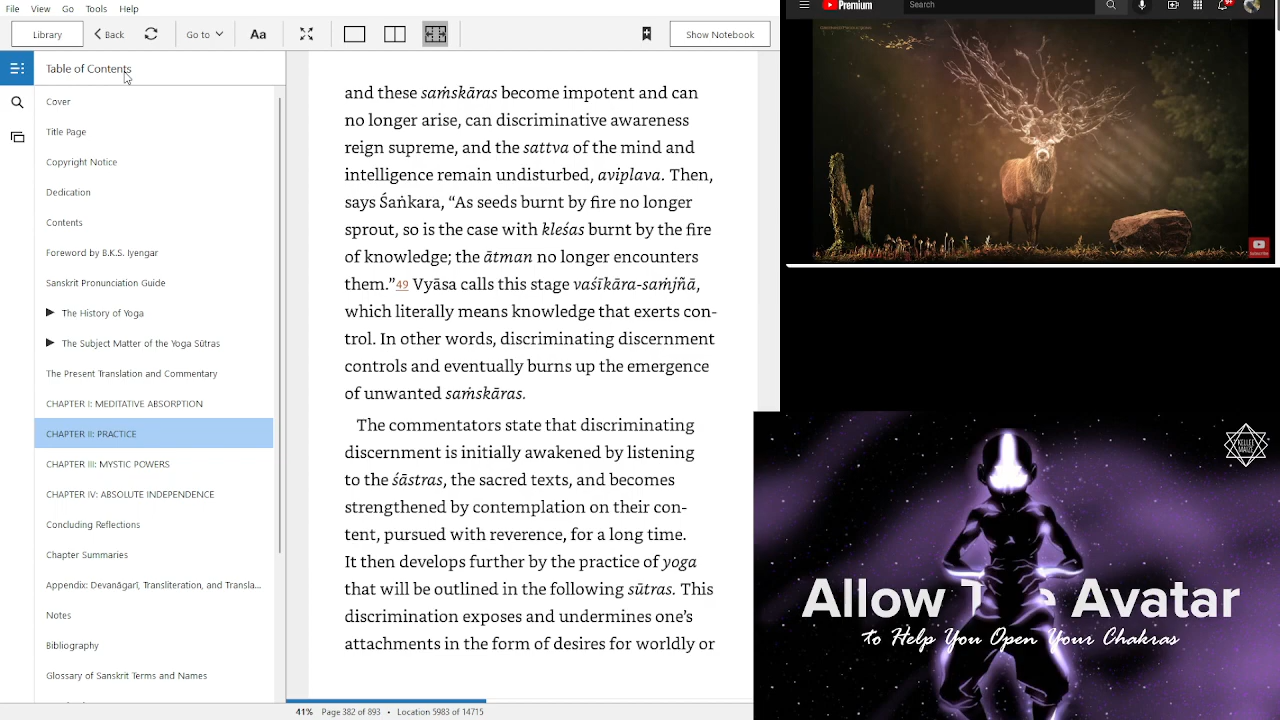 File View Go Tools Help
Library Back Go to Aa Show Notebook
Table of Contents
Cover
Title Page
Copyright Notice
Dedication
Contents
Foreword by B.K.S. Iyengar
Sanskrit Pronunciation Guide
The History of Yoga
The Subject Matter of the Yoga Sūtras
The Present Translation and Commentary
CHAPTER I: MEDITATIVE ABSORPTION
CHAPTER II: PRACTICE
CHAPTER III: MYSTIC POWERS
CHAPTER IV: ABSOLUTE INDEPENDENCE
Concluding Reflections
Chapter Summaries
Appendix: Devanāgarī, Transliteration, and Transla...
Notes
Bibliography
Glossary of Sanskrit Terms and Names
and these saṁskāras become impotent and can
no longer arise, can discriminative awareness
reign supreme, and the sattva of the mind and
intelligence remain undisturbed, aviplava. Then,
says Śaṅkara, “As seeds burnt by fire no longer
sprout, so is the case with kleśas burnt by the fire
of knowledge; the ātman no longer encounters
them.”49 Vyāsa calls this stage vaśīkāra-saṁjñā,
which literally means knowledge that exerts con-
trol. In other words, discriminating discernment
controls and eventually burns up the emergence
of unwanted saṁskāras.
The commentators state that discriminating
discernment is initially awakened by listening
to the śāstras, the sacred texts, and becomes
strengthened by contemplation on their con-
tent, pursued with reverence, for a long time.
It then develops further by the practice of yoga
that will be outlined in the following sūtras. This
discrimination exposes and undermines one’s
attachments in the form of desires for worldly or
41% Page 382 of 893 • Location 5983 of 14715
Premium Search 9+
Subscribe
Allow The Avatar
to Help You Open Your Chakras